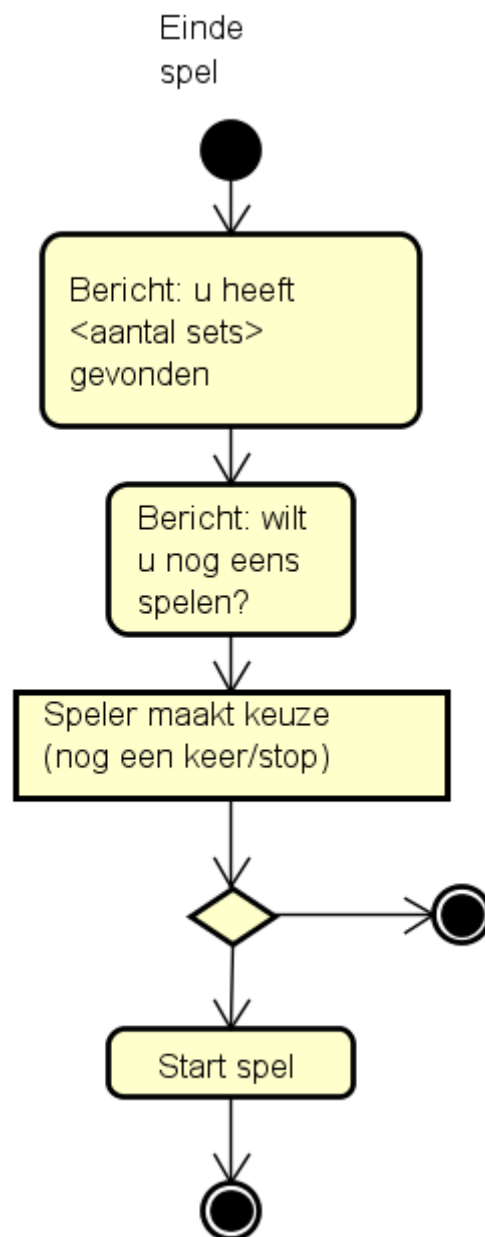 Einde
spel
Bericht: u heeft
<aantal sets>
gevonden
Bericht: wilt
u nog eens
spelen?
Speler maakt keuze
(nog een keer/stop)
Start spel